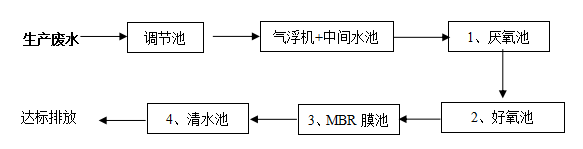 生产废水
调节池
气浮机+中间水池
1、厌氧池
2、好氧池
3、MBR 膜池
4、清水池
达标排放